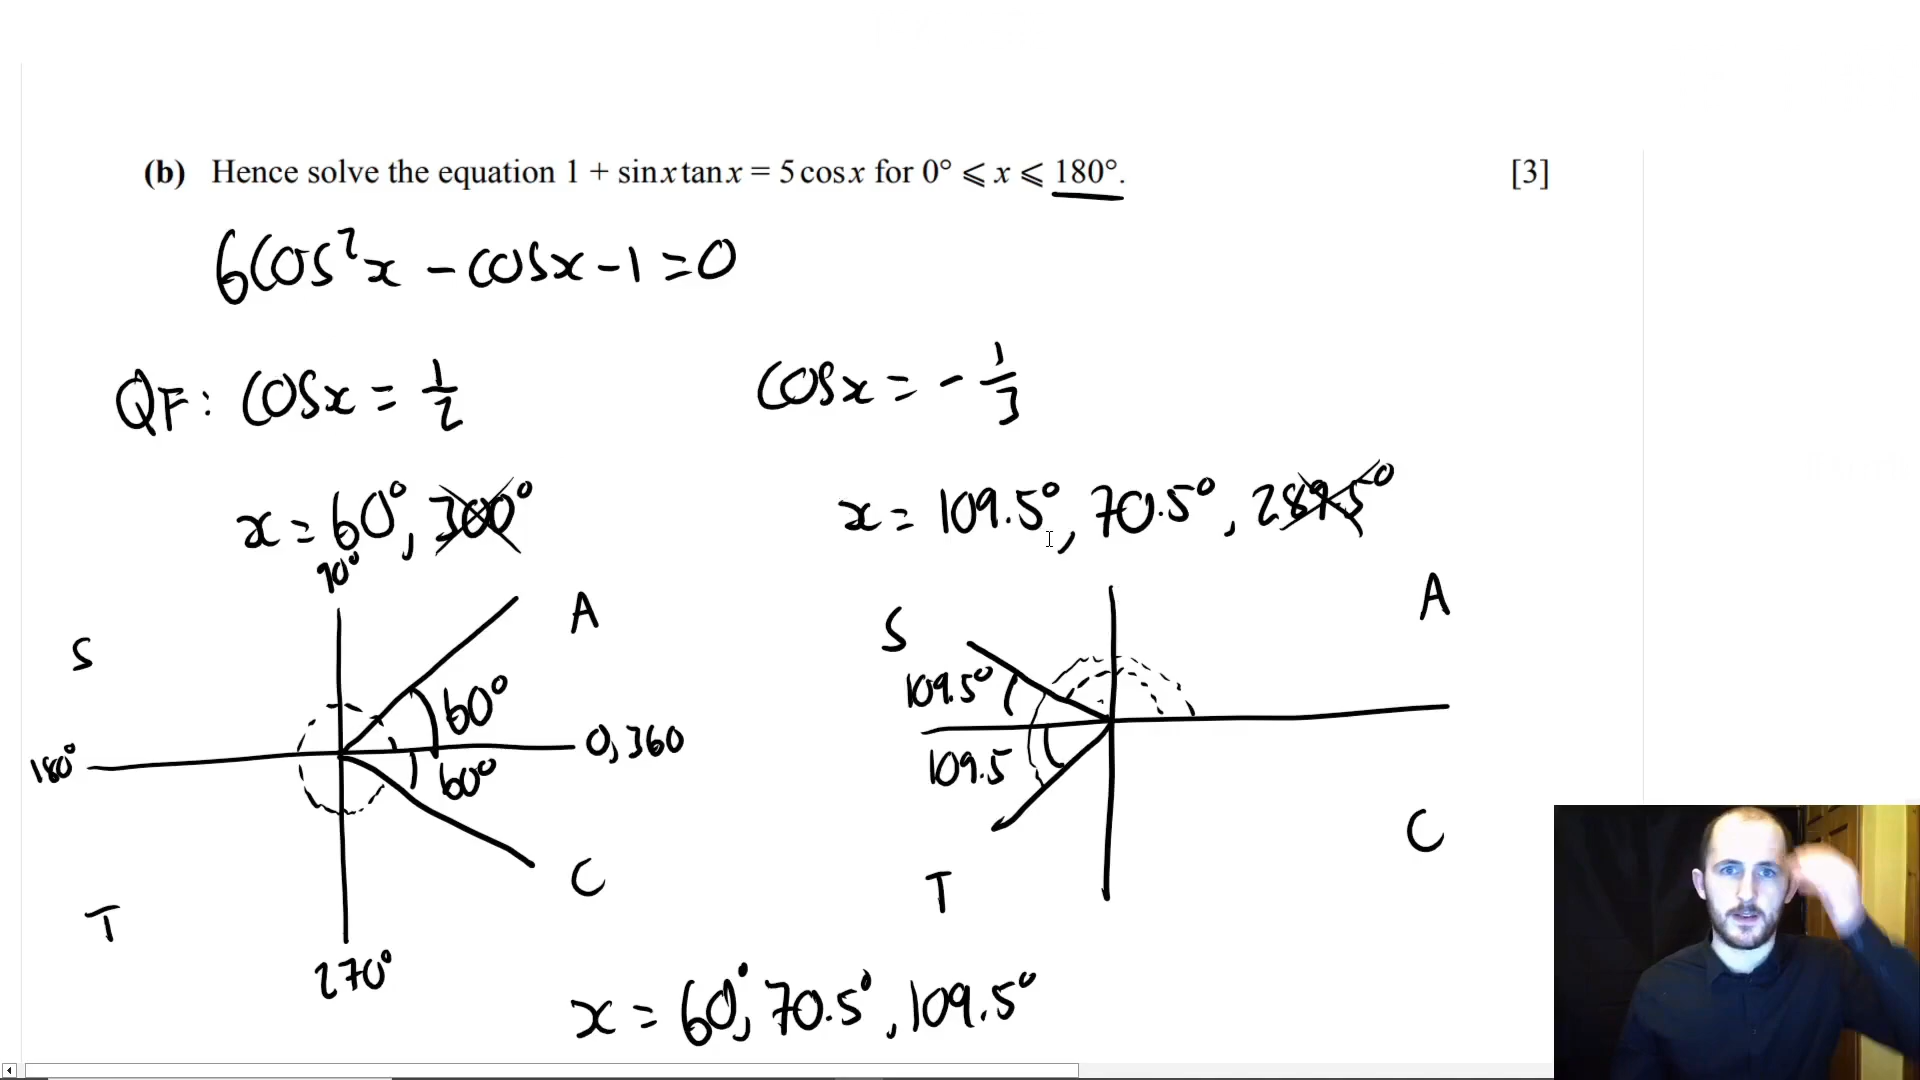 (b) Hence solve the equation 1 + sin x tan x = 5 cos x for 0° ⩽ x ⩽ 180°. [3]
6cos²x - cosx - 1 = 0
QF: cosx = 1/2 cosx = - 1/3
x = 60°, 300° x = 109.5°, 70.5°, 289.5°
90°
S A S A
109.5°
60°
180° 0, 360
60° 109.5
T C T C
270°
x = 60°, 70.5°, 109.5°